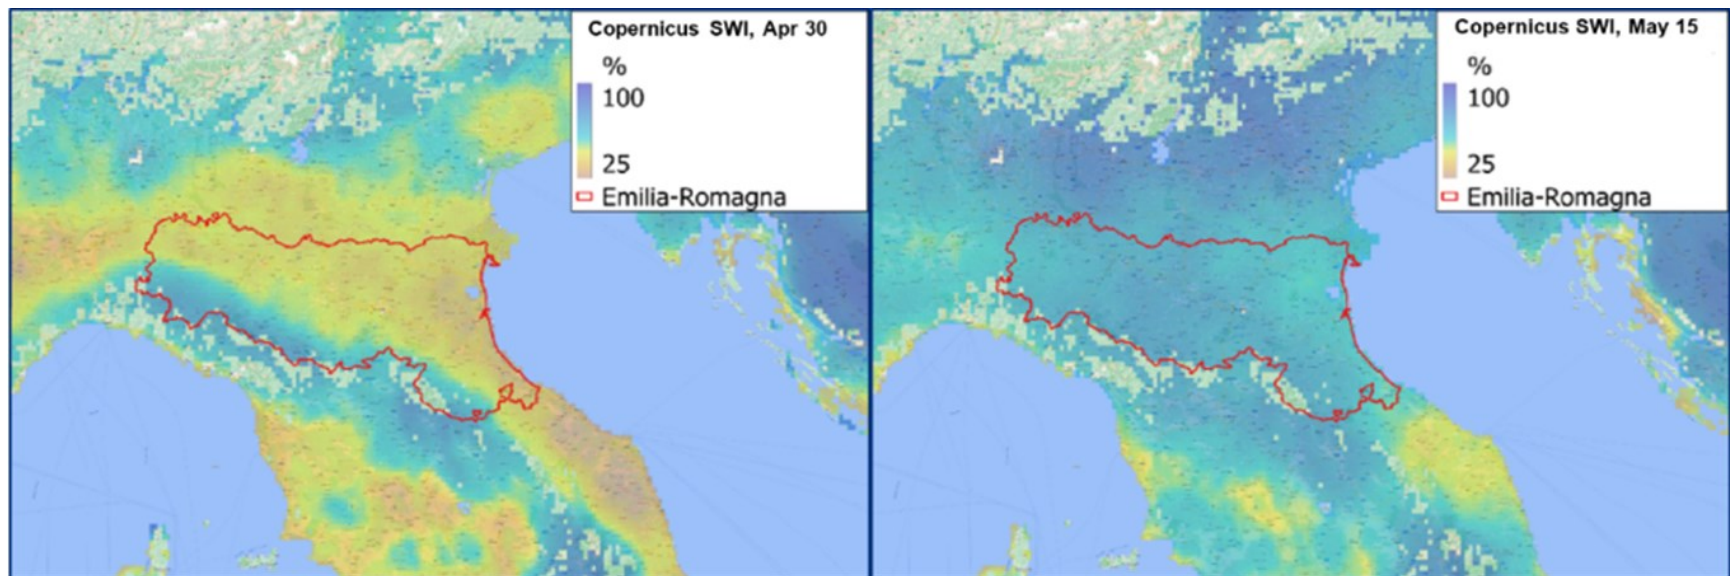 Copernicus SWI, Apr 30
%
100
25
Emilia-Romagna
Copernicus SWI, May 15
%
100
25
Emilia-Romagna